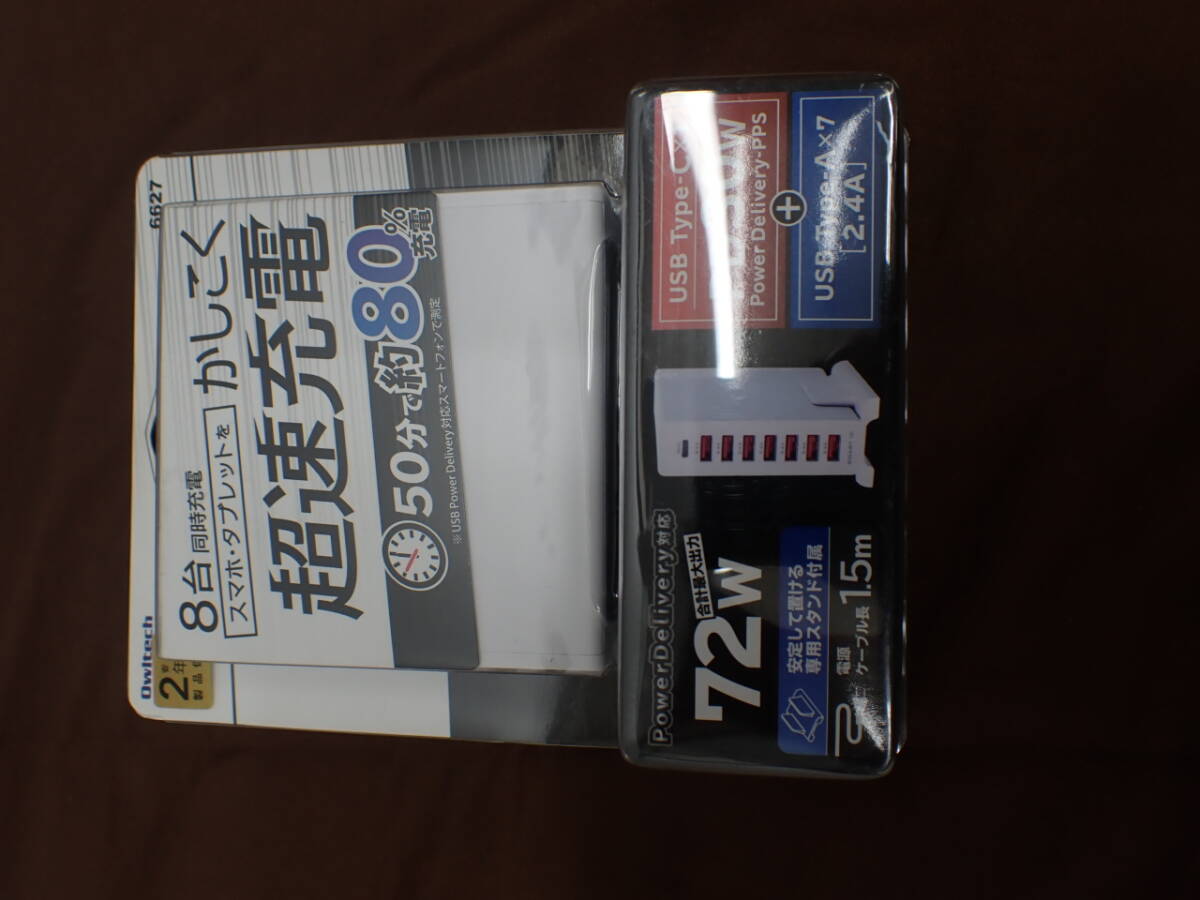 Owltech
6627
2年
製品
8台同時充電
スマホ・タブレットを
かしこく
超速充電
50分で約80%充電
※USB Power Delivery対応スマートフォンで測定
PowerDelivery対応
72W
合計最大出力
安定して置ける
専用スタンド付属
電源
ケーブル長1.5m
USB Type-C×
Power Delivery-PPS
+
USB Type-A×7
[2.4A]